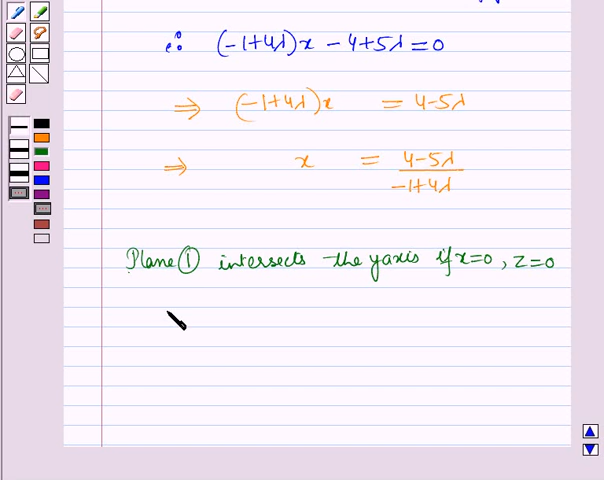 ∴ (-1+4λ)x - 4+5λ=0
⇒ (-1+4λ)x = 4-5λ
⇒ x = 4-5λ / -1+4λ
Plane ① intersects the y axis if x=0, z=0